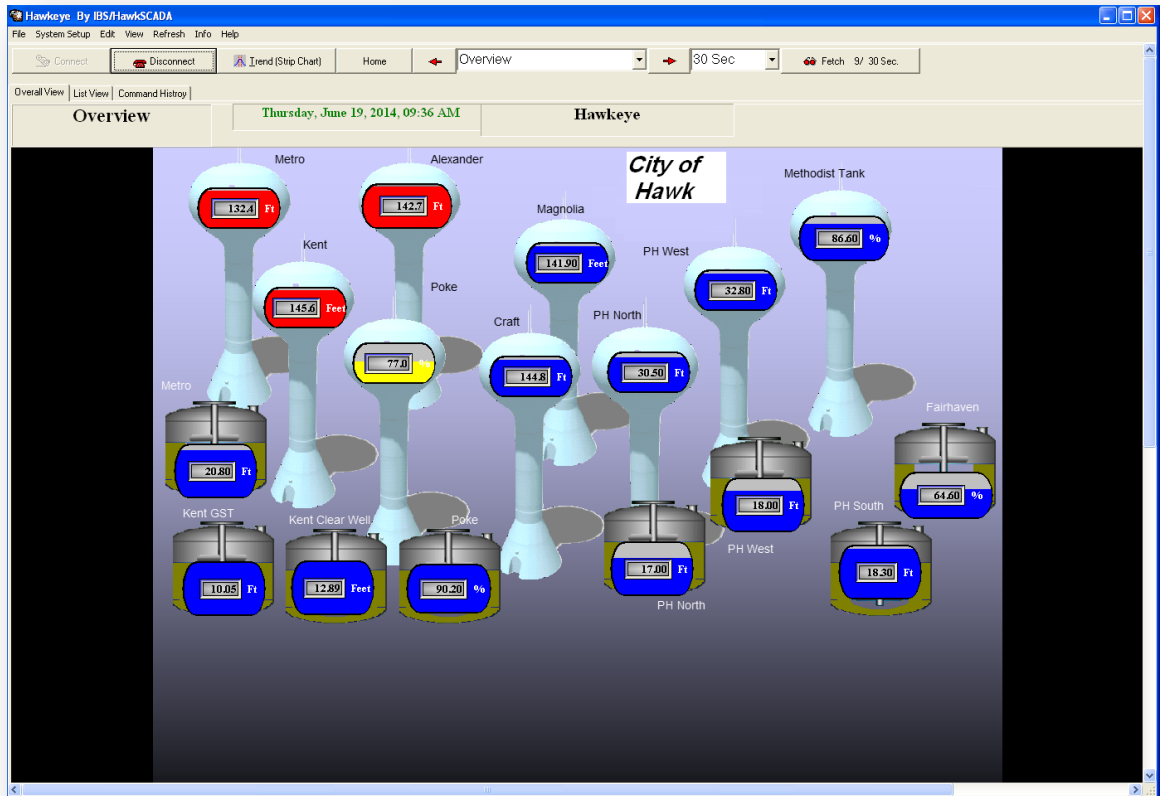 Hawkeye By IBS/HawkSCADA
File System Setup Edit View Refresh Info Help
Connect Disconnect Trend (Strip Chart) Home Overview 30 Sec Fetch 9/ 30 Sec.
Overall View List View Command Histroy
Overview Thursday, June 19, 2014, 09:36 AM Hawkeye
Metro Alexander
City of
Hawk
Methodist Tank
132.4 Ft
142.7 Ft
Magnolia
86.60 %
Kent
PH West
141.90 Feet
Poke
32.80 Ft
145.6 Feet
Craft
PH North
77.0 %
144.8 Ft
30.50 Ft
Metro
Fairhaven
20.80 Ft
64.60 %
18.00 Ft
Kent GST
Kent Clear Well
Poke
PH South
PH West
17.00 Ft
18.30 Ft
10.05 Ft
12.89 Feet
90.20 %
PH North